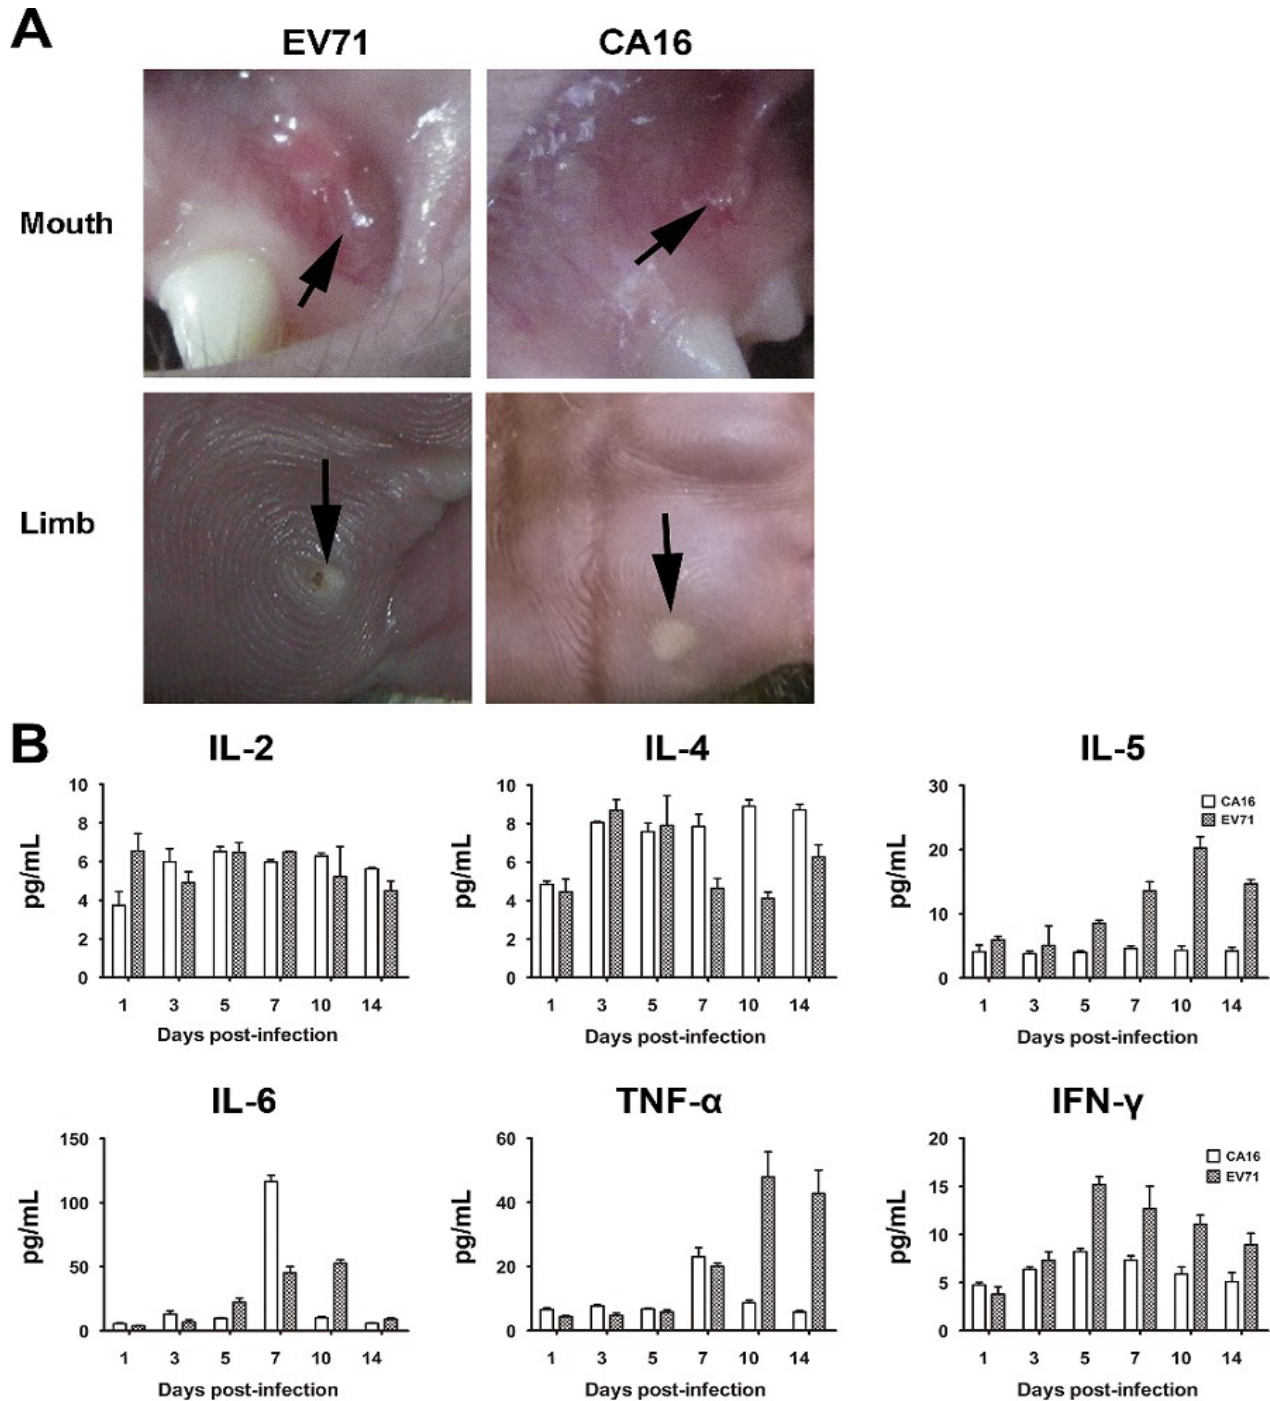 A
EV71 CA16
Mouth
Limb
B
IL-2 IL-4 IL-5
10 10 30
8 8 CA16
EV71
6 6 20
pg/mL pg/mL pg/mL
4 4 10
2 2
0 0 0
1 3 5 7 10 14 1 3 5 7 10 14 1 3 5 7 10 14
Days post-infection Days post-infection Days post-infection
IL-6 TNF-α IFN-γ
150 60 20
CA16
EV71
100 40 15
pg/mL pg/mL pg/mL
10
50 20 5
0 0 0
1 3 5 7 10 14 1 3 5 7 10 14 1 3 5 7 10 14
Days post-infection Days post-infection Days post-infection